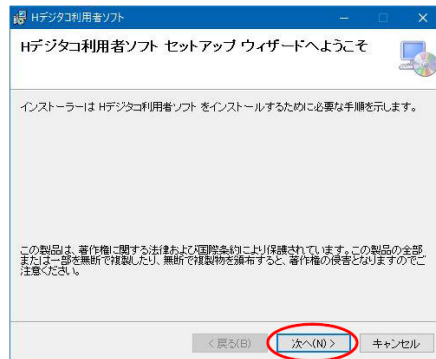 Hデジタコ利用者ソフト
Hデジタコ利用者ソフト セットアップ ウィザードへようこそ
インストーラーは Hデジタコ利用者ソフト をインストールするために必要な手順を示します。
この製品は、著作権に関する法律および国際条約により保護されています。この製品の全部
または一部を無断で複製したり、無断で複製物を頒布すると、著作権の侵害となりますのでご
注意ください。
< 戻る(B)
次へ(N) >
キャンセル